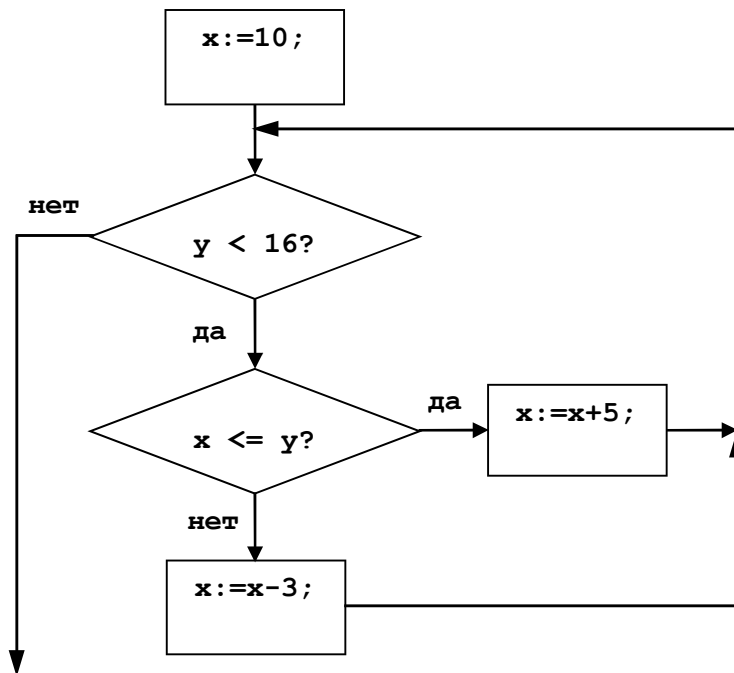 x:=10;
нет
y < 16?
да
да
x:=x+5;
x <= y?
нет
x:=x-3;